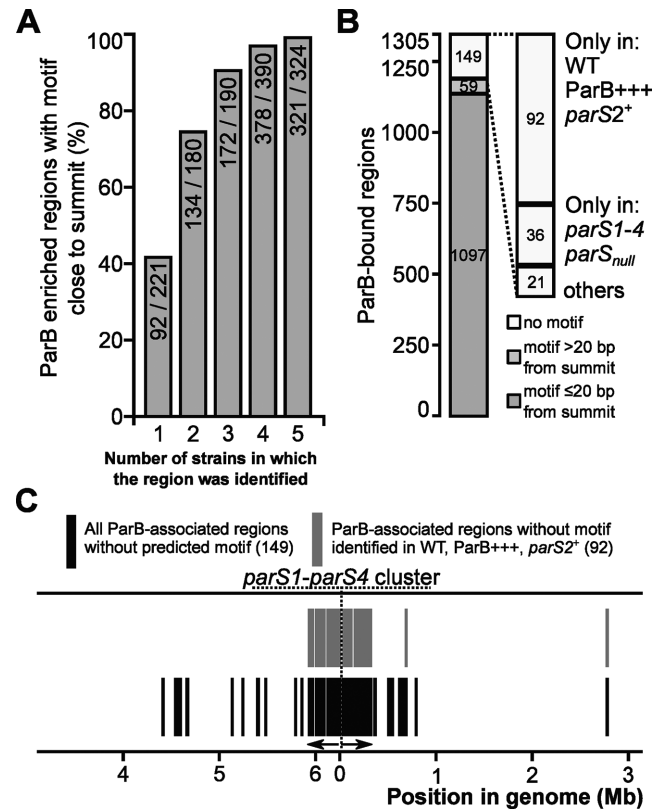 A
ParB enriched regions with motif
close to summit (%)
100
80
60
40
20
0
92 / 221
134 / 180
172 / 190
378 / 390
321 / 324
1
2
3
4
5
Number of strains in which
the region was identified
B
ParB-bound regions
1305
1250
1000
750
500
250
0
149
59
1097
92
36
21
Only in:
WT
ParB+++
parS2+
Only in:
parS1-4
parSnull
others
no motif
motif >20 bp
from summit
motif ≤20 bp
from summit
C
All ParB-associated regions
without predicted motif (149)
ParB-associated regions without motif
identified in WT, ParB+++, parS2+ (92)
parS1-parS4 cluster
4
5
6
0
1
2
3
Position in genome (Mb)